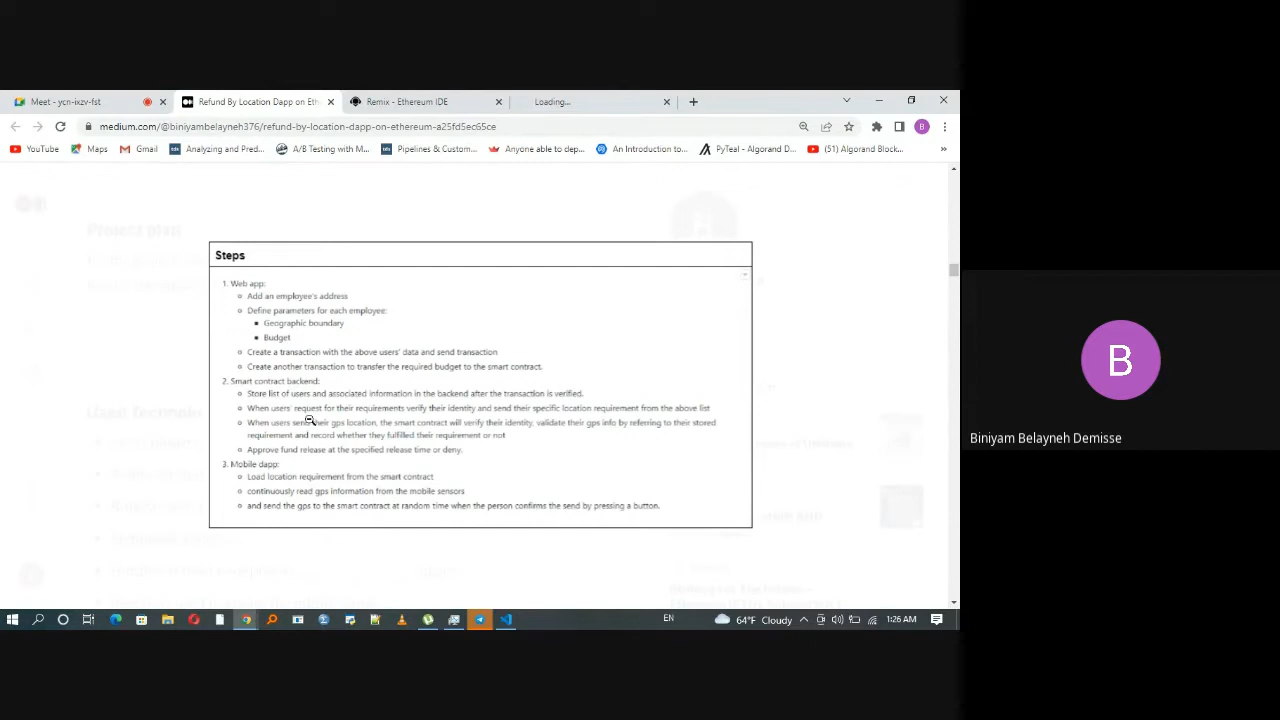 Meet - ycn-ixzv-fst
Refund By Location Dapp on Eth
Remix - Ethereum IDE
Loading...
medium.com/@biniyambelayneh376/refund-by-location-dapp-on-ethereum-a25fd5ec65ce
B
YouTube
Maps
Gmail
Analyzing and Pred...
A/B Testing with M...
Pipelines & Custom...
Anyone able to dep...
An Introduction to...
PyTeal - Algorand D...
(51) Algorand Block...
»
Present plan
Steps
1. Web app:
Add an employee's address
Define parameters for each employee:
Geographic boundary
Budget
Create a transaction with the above users' data and send transaction
Create another transaction to transfer the required budget to the smart contract.
2. Smart contract backend:
Store list of users and associated information in the backend after the transaction is verified.
When users' request for their requirements verify their identity and send their specific location requirement from the above list
When users send their gps location, the smart contract will verify their identity, validate their gps info by referring to their stored
requirement and record whether they fulfilled their requirement or not
Approve fund release at the specified release time or deny.
3. Mobile dapp:
Load location requirement from the smart contract
continuously read gps information from the mobile sensors
and send the gps to the smart contract at random time when the person confirms the send by pressing a button.
EN
64°F Cloudy
1:26 AM
B
Biniyam Belayneh Demisse